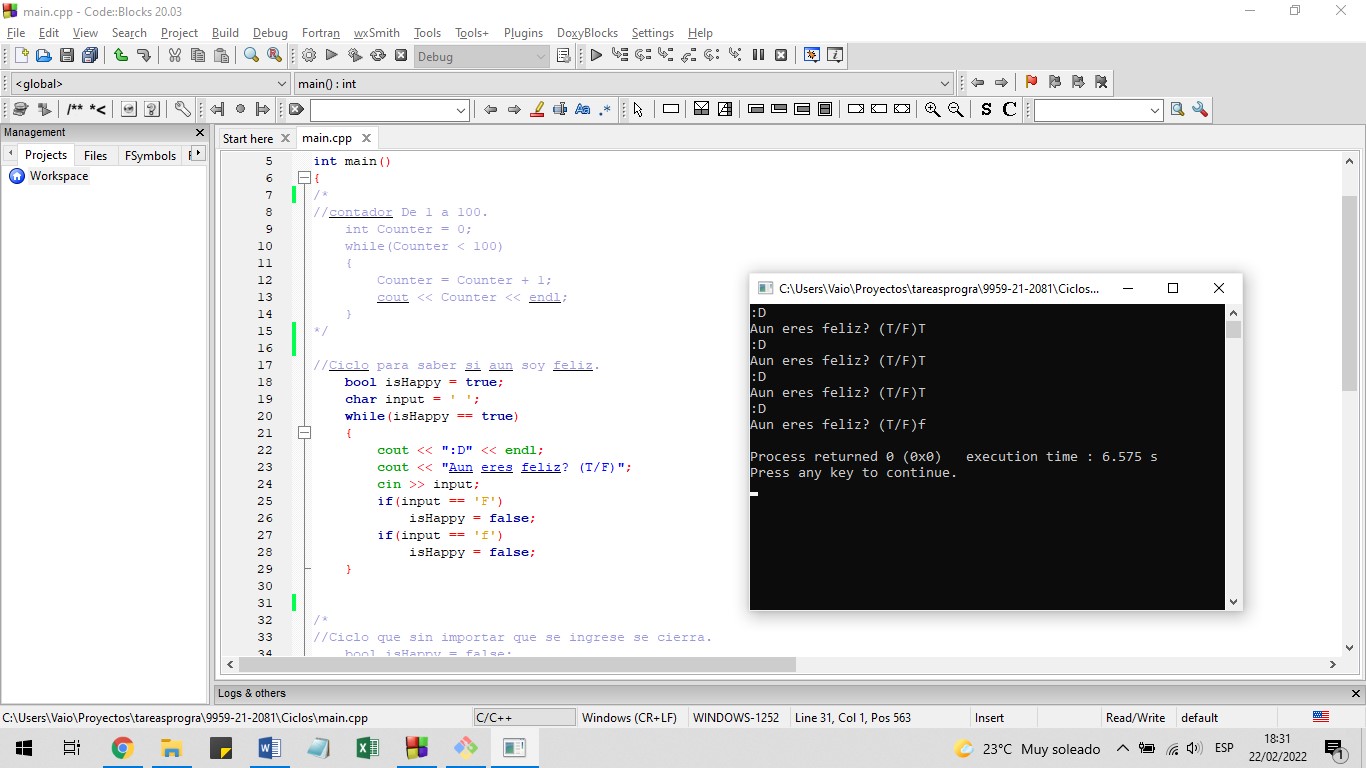 main.cpp - Code::Blocks 20.03
File Edit View Search Project Build Debug Fortran wxSmith Tools Tools+ Plugins DoxyBlocks Settings Help
Debug
<global> main() : int
/** *<
Aa .* S C
Management
Projects Files FSymbols
Workspace
Start here main.cpp
5 int main()
6 {
7 /*
8 //contador De 1 a 100.
9 int Counter = 0;
10 while(Counter < 100)
11 {
12 Counter = Counter + 1;
13 cout << Counter << endl;
14 }
15 */
16
17 //Ciclo para saber si aun soy feliz.
18 bool isHappy = true;
19 char input = ' ';
20 while(isHappy == true)
21 {
22 cout << ":D" << endl;
23 cout << "Aun eres feliz? (T/F)";
24 cin >> input;
25 if(input == 'F')
26 isHappy = false;
27 if(input == 'f')
28 isHappy = false;
29 }
30
31
32 /*
33 //Ciclo que sin importar que se ingrese se cierra.
34 bool isHappy = false;
C:\Users\Vaio\Proyectos\tareasprogra\9959-21-2081\Ciclos...
:D
Aun eres feliz? (T/F)T
:D
Aun eres feliz? (T/F)T
:D
Aun eres feliz? (T/F)T
:D
Aun eres feliz? (T/F)f
Process returned 0 (0x0) execution time : 6.575 s
Press any key to continue.
Logs & others
C:\Users\Vaio\Proyectos\tareasprogra\9959-21-2081\Ciclos\main.cpp C/C++ Windows (CR+LF) WINDOWS-1252 Line 31, Col 1, Pos 563 Insert Read/Write default
23°C Muy soleado ESP 18:31
22/02/2022 1